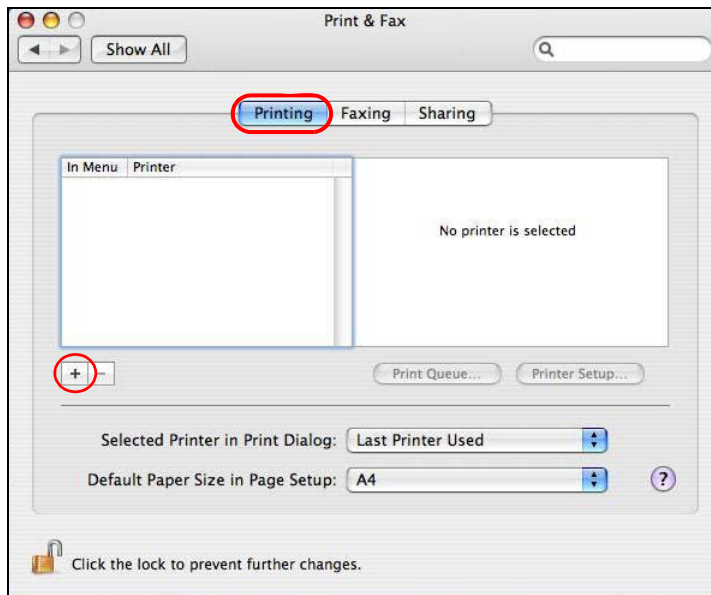 Print & Fax
Show All
Printing Faxing Sharing
In Menu Printer
No printer is selected
+ -
Print Queue... Printer Setup...
Selected Printer in Print Dialog: Last Printer Used
Default Paper Size in Page Setup: A4 ?
Click the lock to prevent further changes.